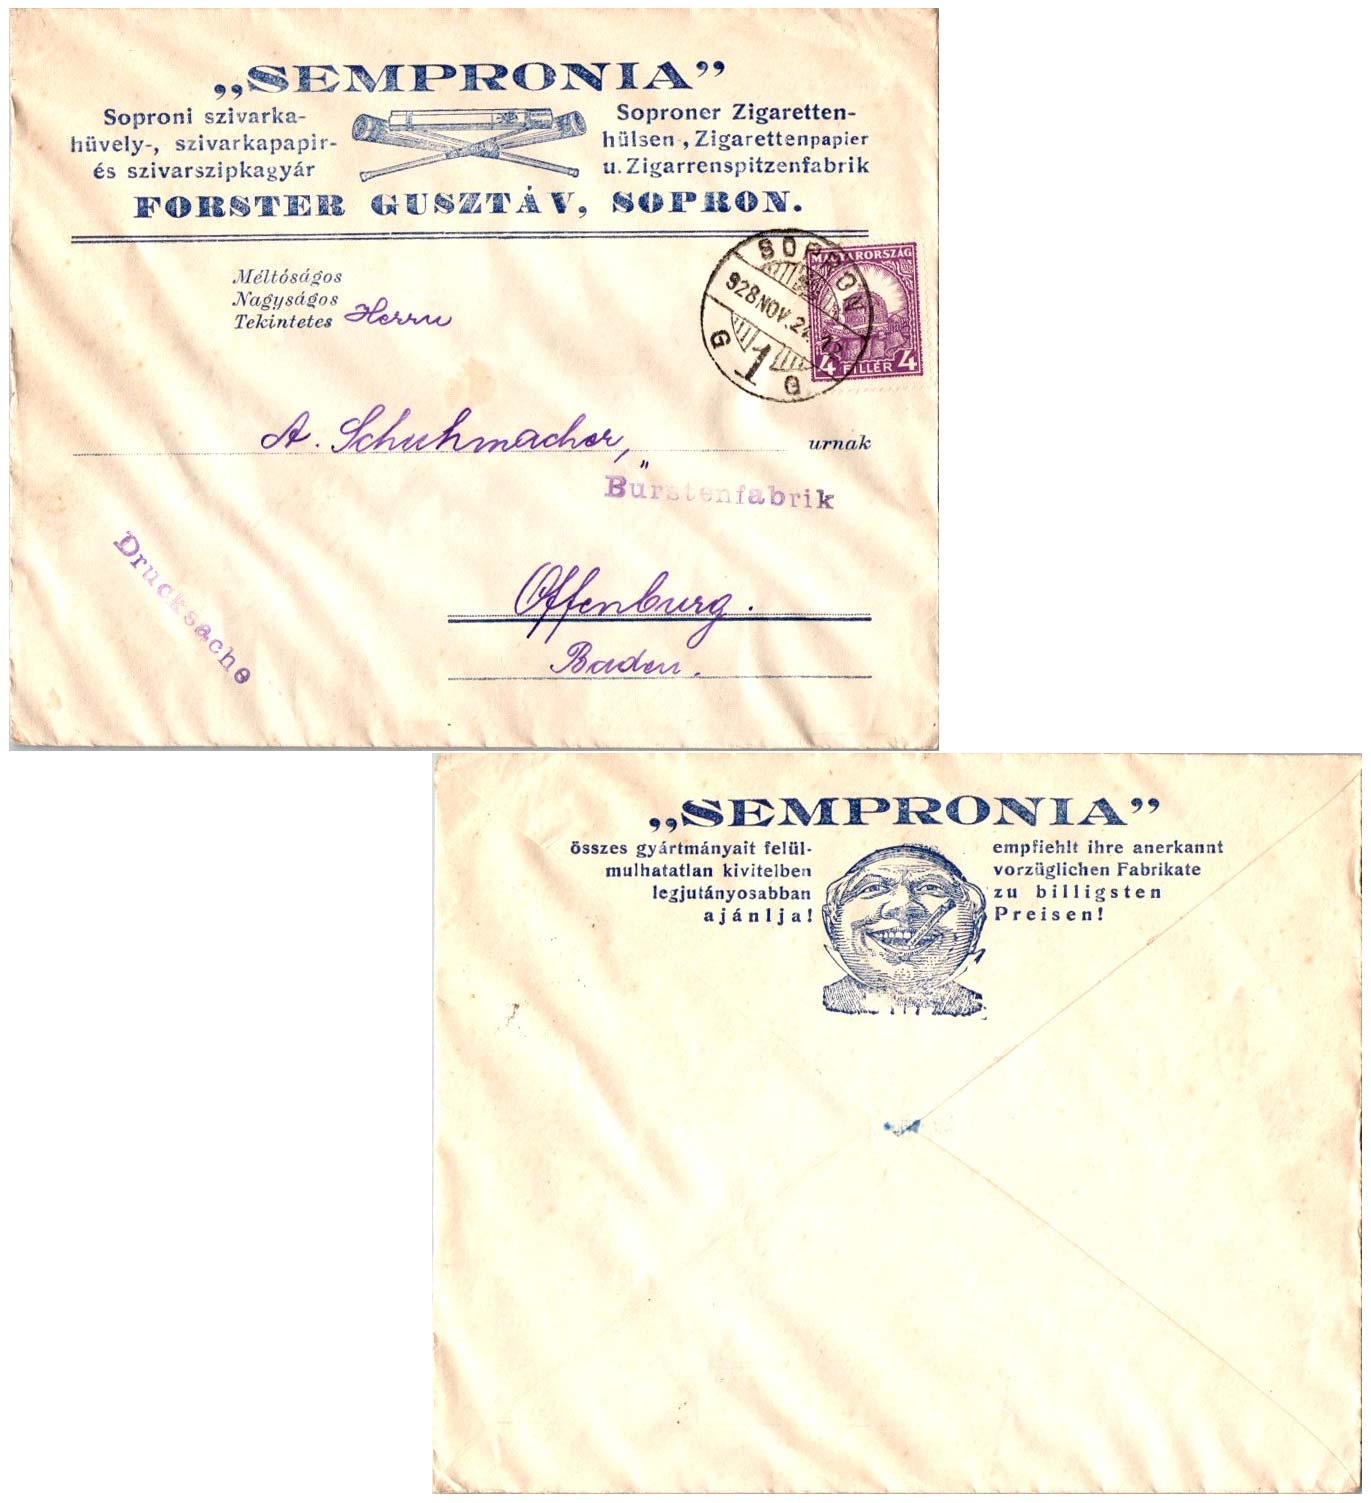 „SEMPRONIA”
Soproni szivarka-
hüvely-, szivarkapapir-
és szivarszipkagyár
Soproner Zigaretten-
hülsen-, Zigarettenpapier
u. Zigarrenspitzenfabrik
FORSTER GUSZTÁV, SOPRON.
Méltóságos
Nagyságos
Tekintetes Herrn
SOPRON
928 NOV. 24
1
G
D
MAGYARORSZÁG
4 FILLÉR 4
A. Schuhmacher,
urnak
Bürstenfabrik
Drucksache
Offenburg.
Baden.
„SEMPRONIA”
összes gyártmányait felül-
mulhatatlan kivitelben
legjutányosabban
ajánlja!
empfiehlt ihre anerkannt
vorzüglichen Fabrikate
zu billigsten
Preisen!